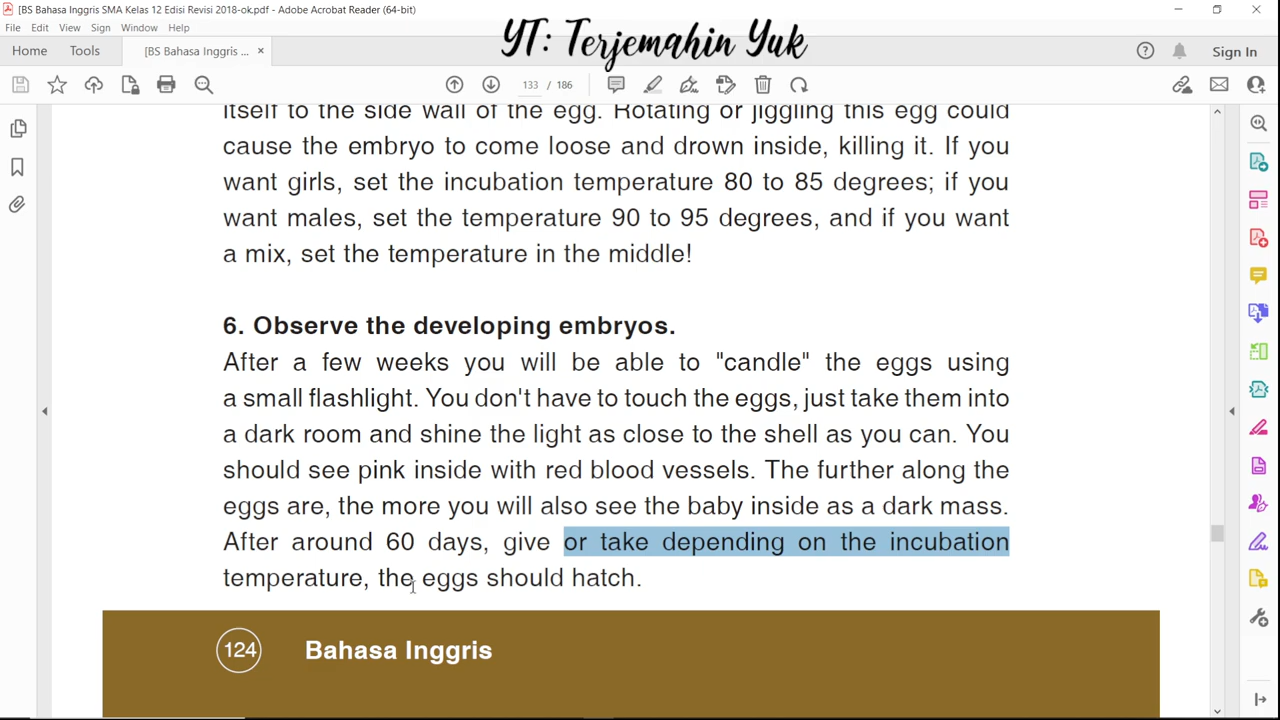 [BS Bahasa Inggris SMA Kelas 12 Edisi Revisi 2018-ok.pdf - Adobe Acrobat Reader (64-bit)
File Edit View Sign Window Help
YT: Terjemahin Yuk
Home Tools [BS Bahasa Inggris ... × Sign In
133 / 186
itself to the side wall of the egg. Rotating or jiggling this egg could
cause the embryo to come loose and drown inside, killing it. If you
want girls, set the incubation temperature 80 to 85 degrees; if you
want males, set the temperature 90 to 95 degrees, and if you want
a mix, set the temperature in the middle!
6. Observe the developing embryos.
After a few weeks you will be able to "candle" the eggs using
a small flashlight. You don't have to touch the eggs, just take them into
a dark room and shine the light as close to the shell as you can. You
should see pink inside with red blood vessels. The further along the
eggs are, the more you will also see the baby inside as a dark mass.
After around 60 days, give or take depending on the incubation
temperature, the eggs should hatch.
124 Bahasa Inggris